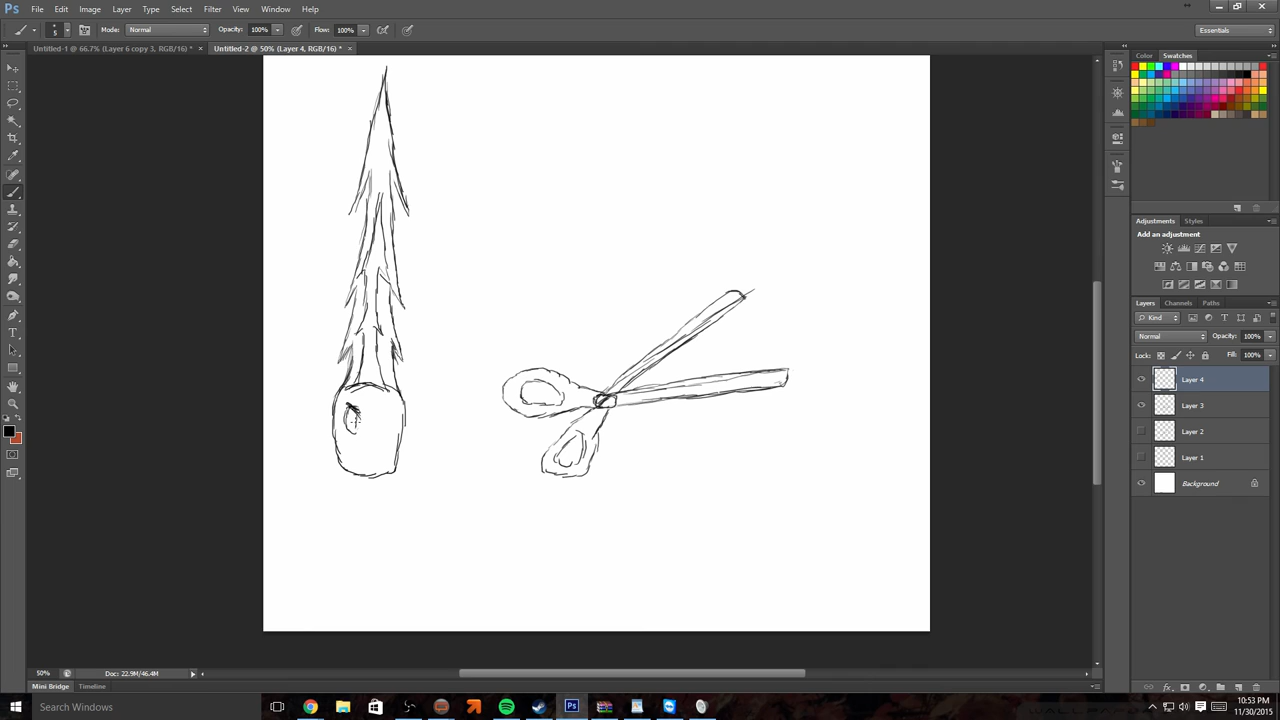 Ps File Edit Image Layer Type Select Filter View Window Help
5 Mode: Normal Opacity: 100% Flow: 100% Essentials
Untitled-1 @ 66.7% (Layer 6 copy 3, RGB/16) * × Untitled-2 @ 50% (Layer 4, RGB/16) * ×
Color Swatches
Adjustments Styles
Add an adjustment
Layers Channels Paths
Kind
Normal Opacity: 100%
Lock: Fill: 100%
Layer 4
Layer 3
Layer 2
Layer 1
Background
50% Doc: 22.9M/46.4M
Mini Bridge Timeline
Search Windows
10:53 PM
11/30/2015